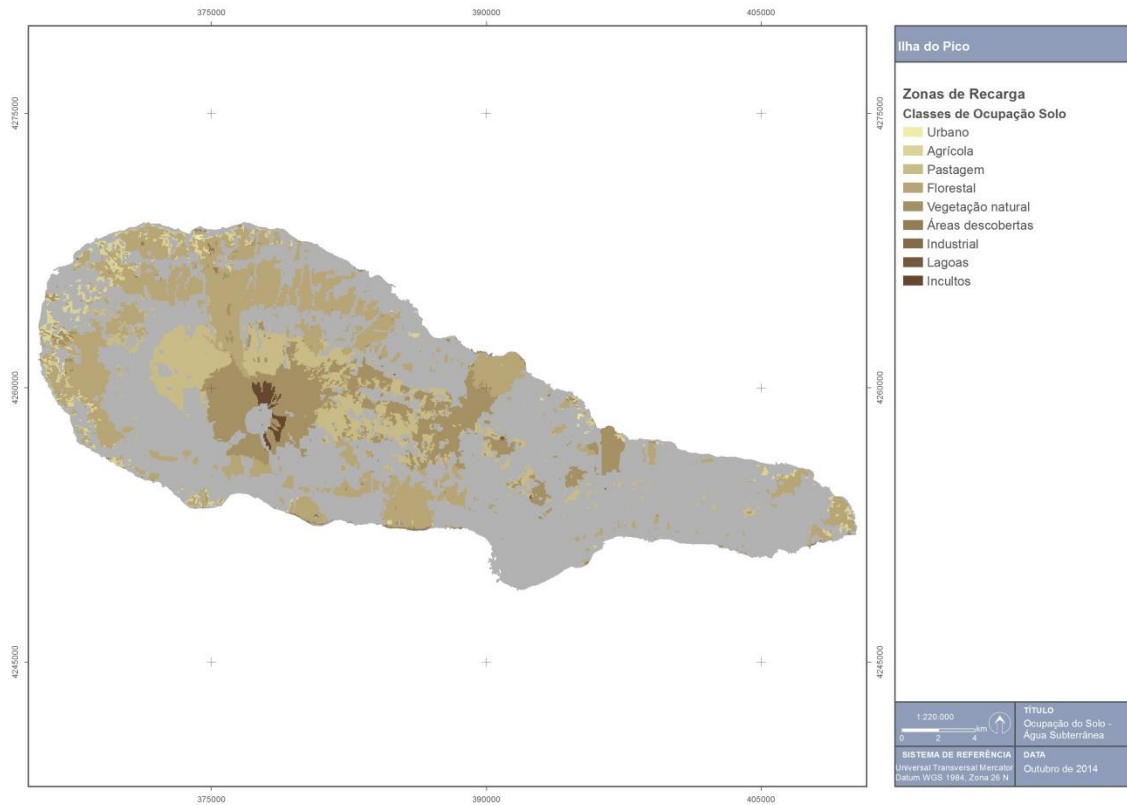 375000
390000
405000
4275000
4260000
4245000
4275000
4260000
4245000
375000
390000
405000
Ilha do Pico
Zonas de Recarga
Classes de Ocupação Solo
Urbano
Agrícola
Pastagem
Florestal
Vegetação natural
Áreas descobertas
Industrial
Lagoas
Incultos
1:220.000
km
0 2 4
TÍTULO
Ocupação do Solo -
Água Subterrânea
SISTEMA DE REFERÊNCIA
Universal Transversal Mercator
Datum WGS 1984, Zona 26 N
DATA
Outubro de 2014